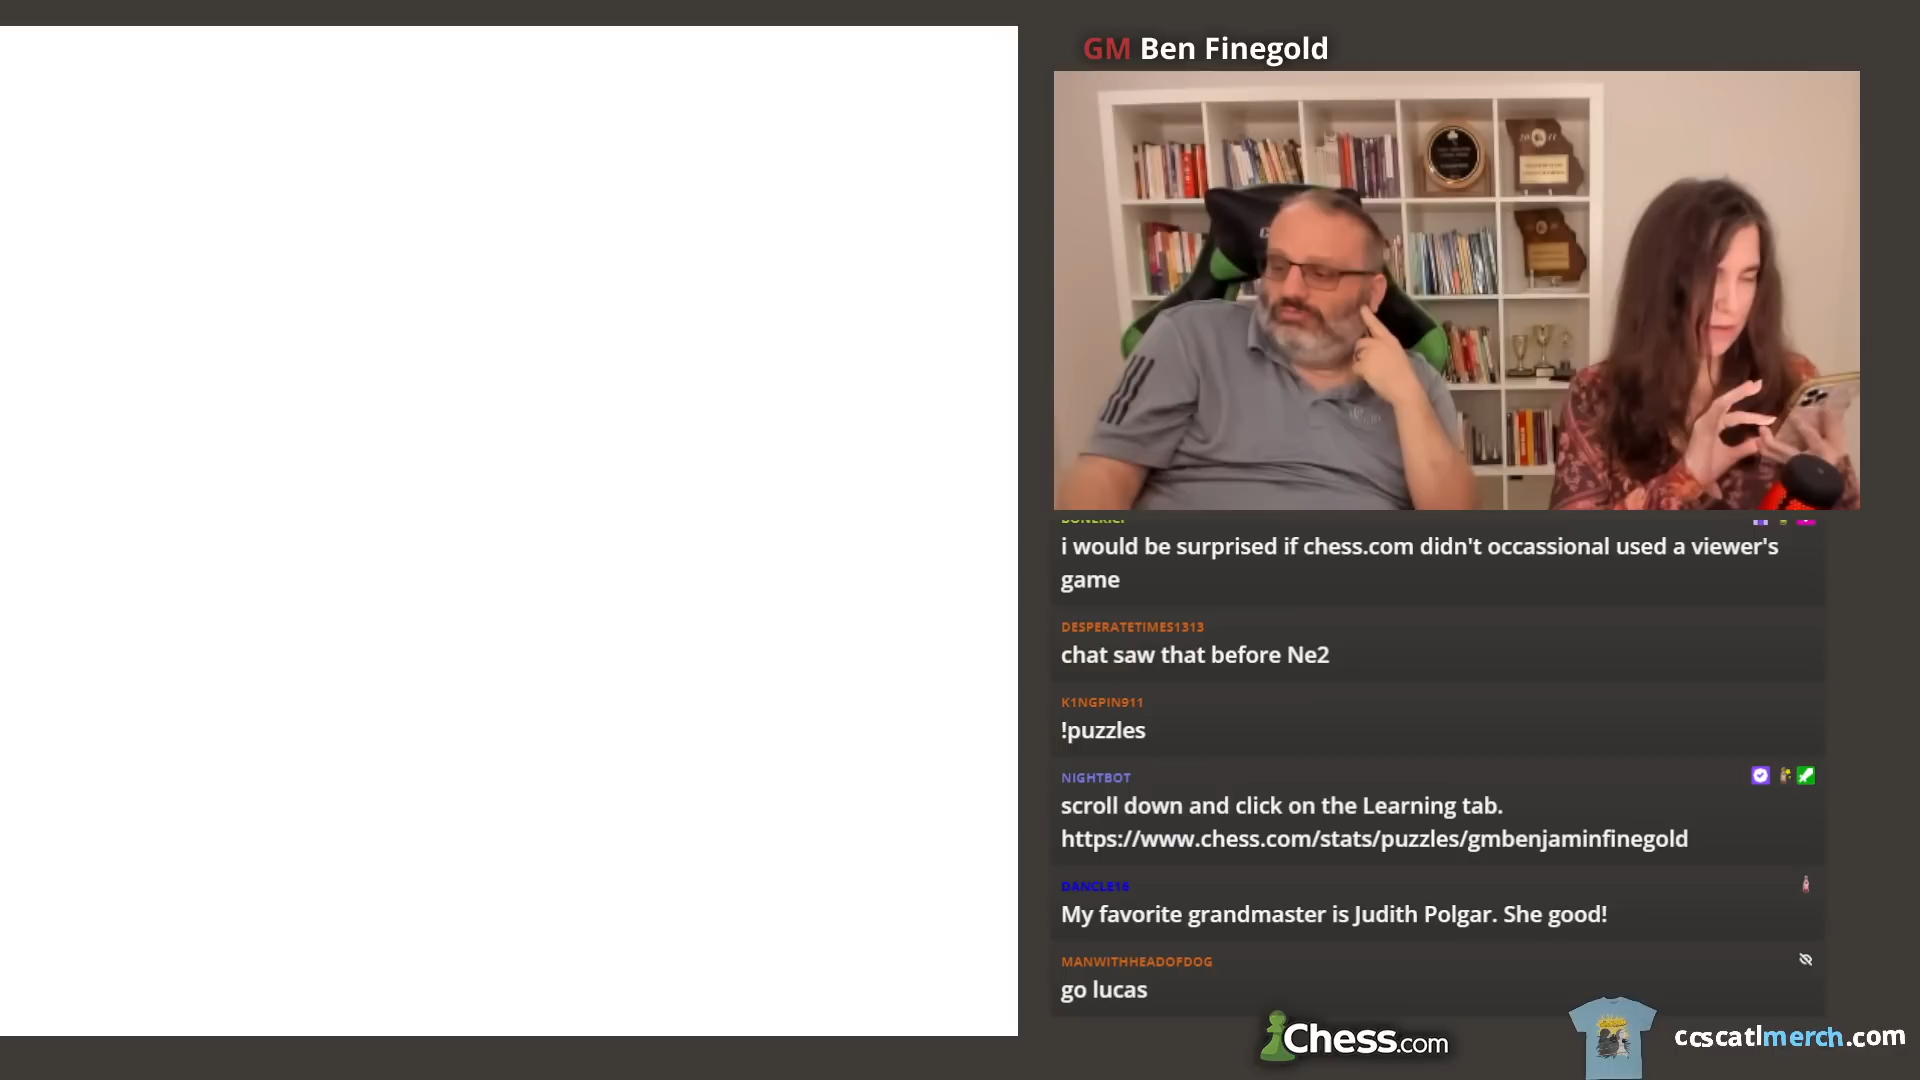 GM Ben Finegold
i would be surprised if chess.com didn't occassional used a viewer's
game
DESPERATETIMES1313
chat saw that before Ne2
K1NGPIN911
!puzzles
NIGHTBOT
scroll down and click on the Learning tab.
https://www.chess.com/stats/puzzles/gmbenjaminfinegold
DANCLE16
My favorite grandmaster is Judith Polgar. She good!
MANWITHHEADOFDOG
go lucas
Chess.com
ccscatlmerch.com